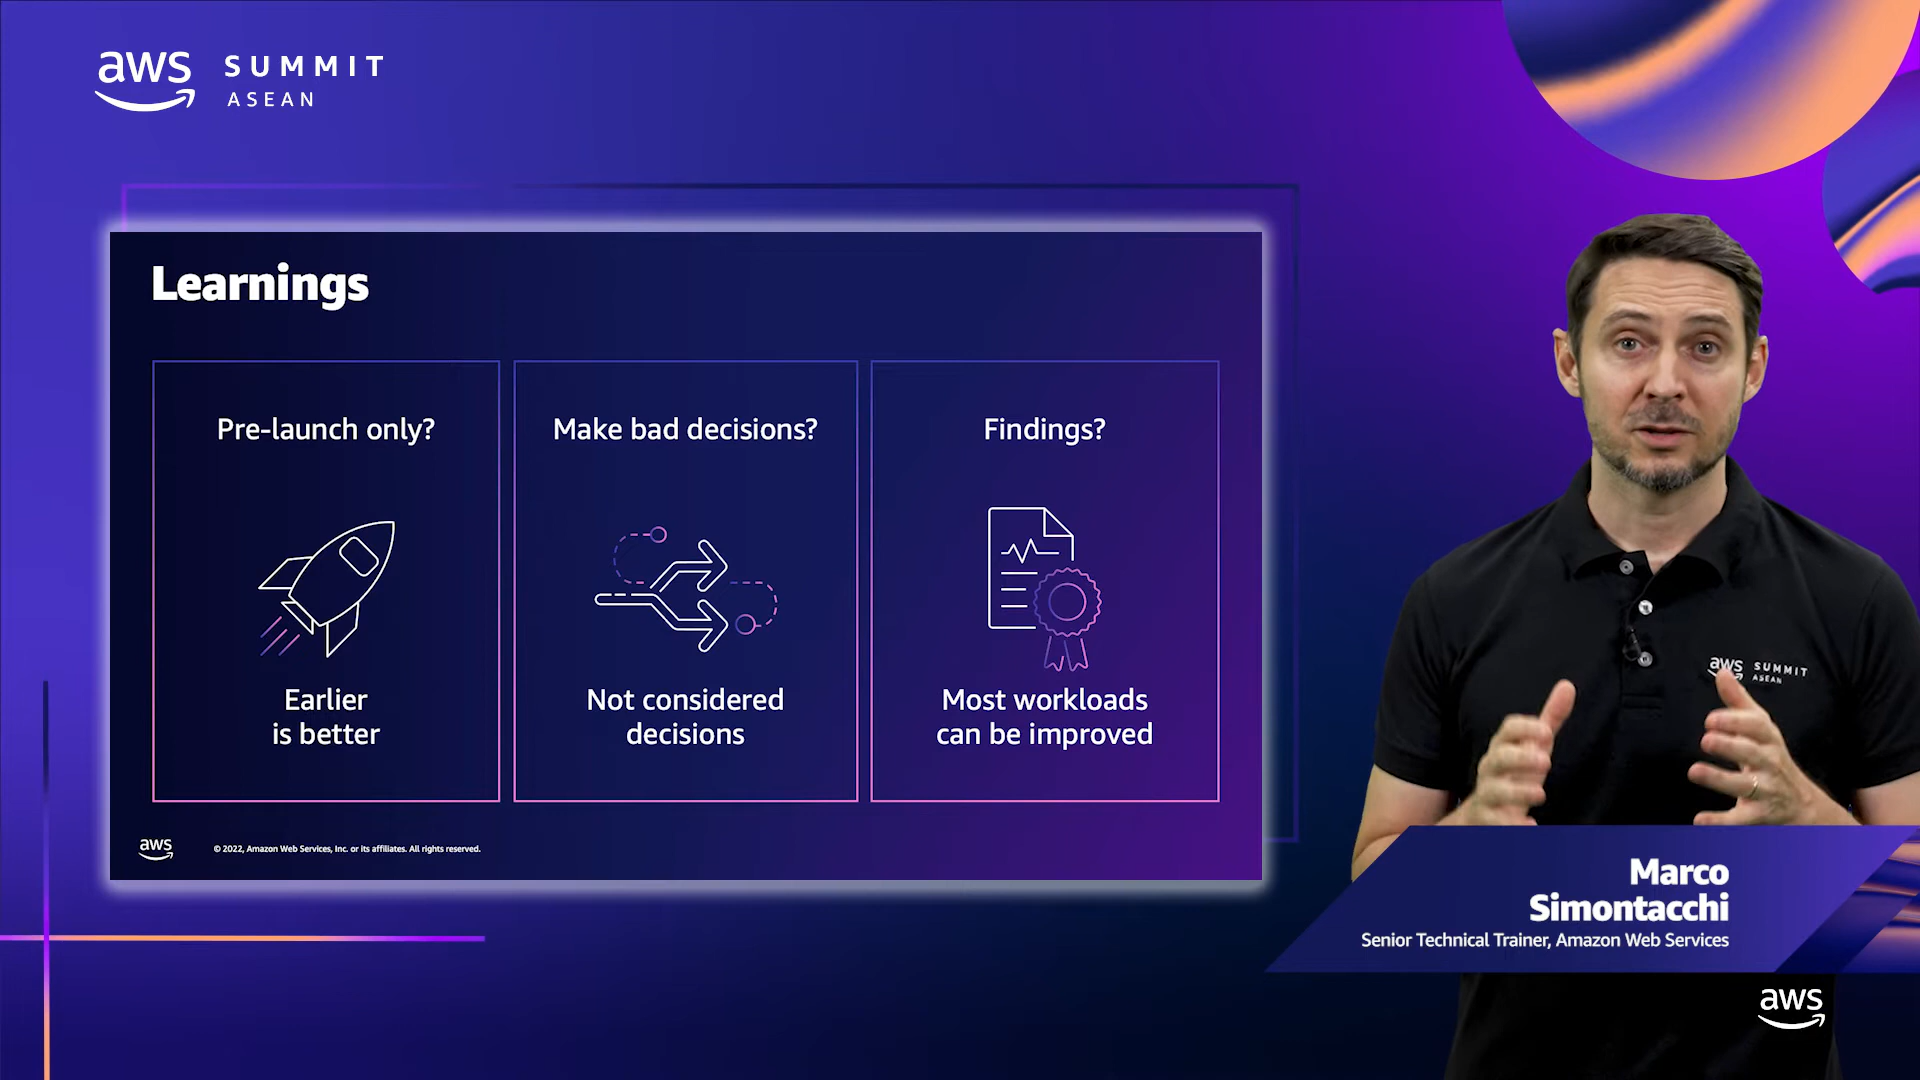 aws SUMMIT
ASEAN
Learnings
Pre-launch only?
Earlier
is better
Make bad decisions?
Not considered
decisions
Findings?
Most workloads
can be improved
aws
© 2022, Amazon Web Services, Inc. or its affiliates. All rights reserved.
aws SUMMIT
ASEAN
Marco
Simontacchi
Senior Technical Trainer, Amazon Web Services
aws